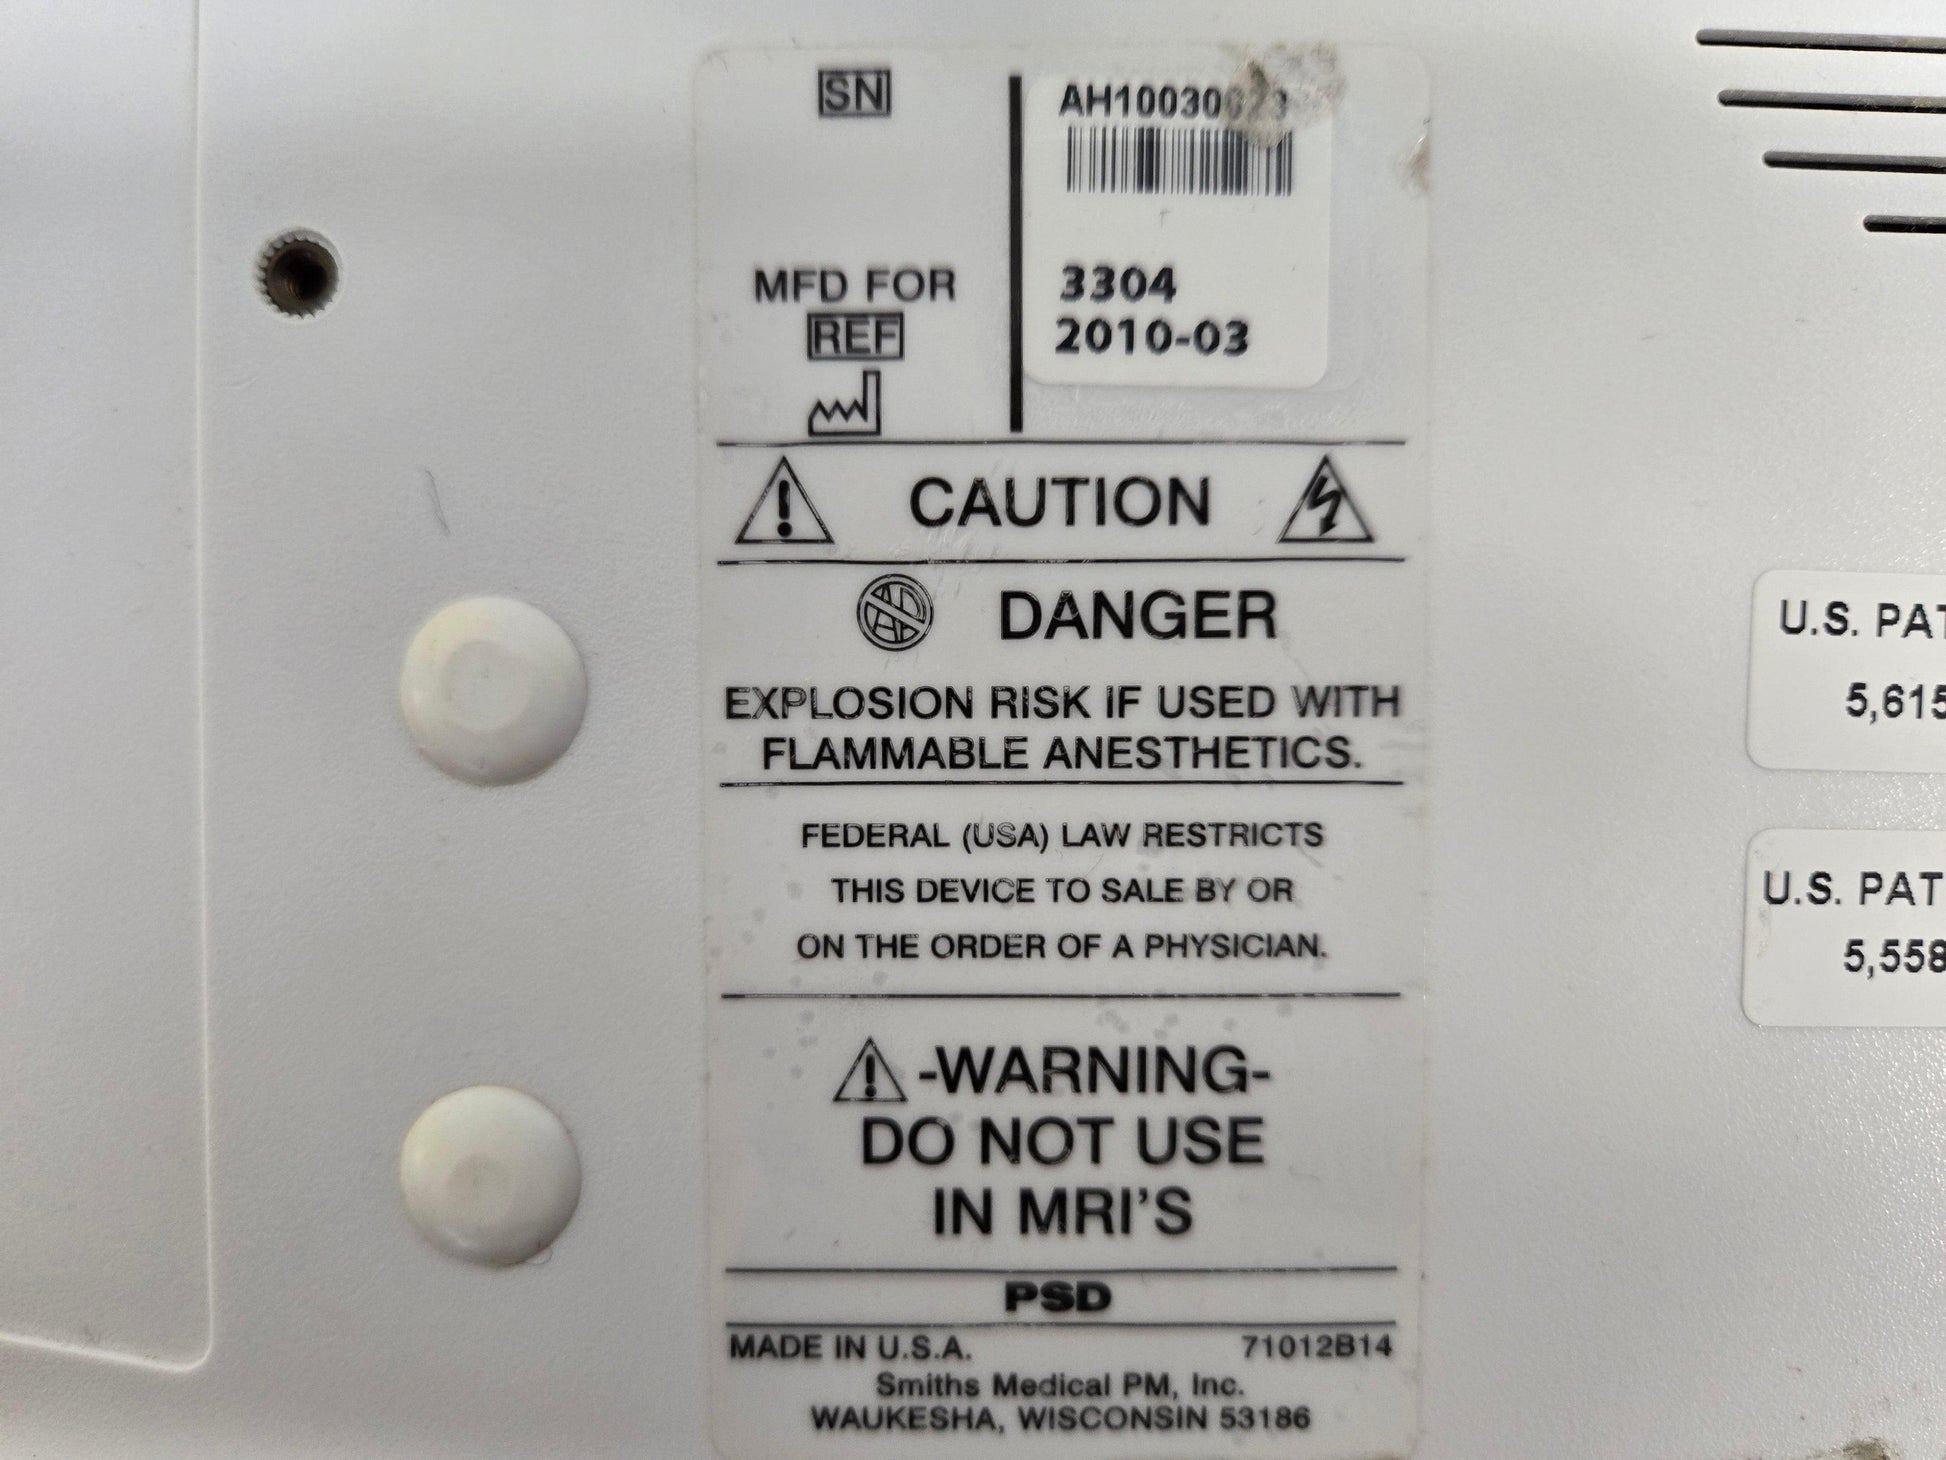 SN
MFD FOR
REF
3304
2010-03
CAUTION
DANGER
EXPLOSION RISK IF USED WITH
FLAMMABLE ANESTHETICS.
FEDERAL (USA) LAW RESTRICTS
THIS DEVICE TO SALE BY OR
ON THE ORDER OF A PHYSICIAN.
-WARNING-
DO NOT USE
IN MRI'S
PSD
MADE IN U.S.A. 71012B14
Smiths Medical PM, Inc.
WAUKESHA, WISCONSIN 53186
U.S. PAT
5,615
U.S. PAT
5,558